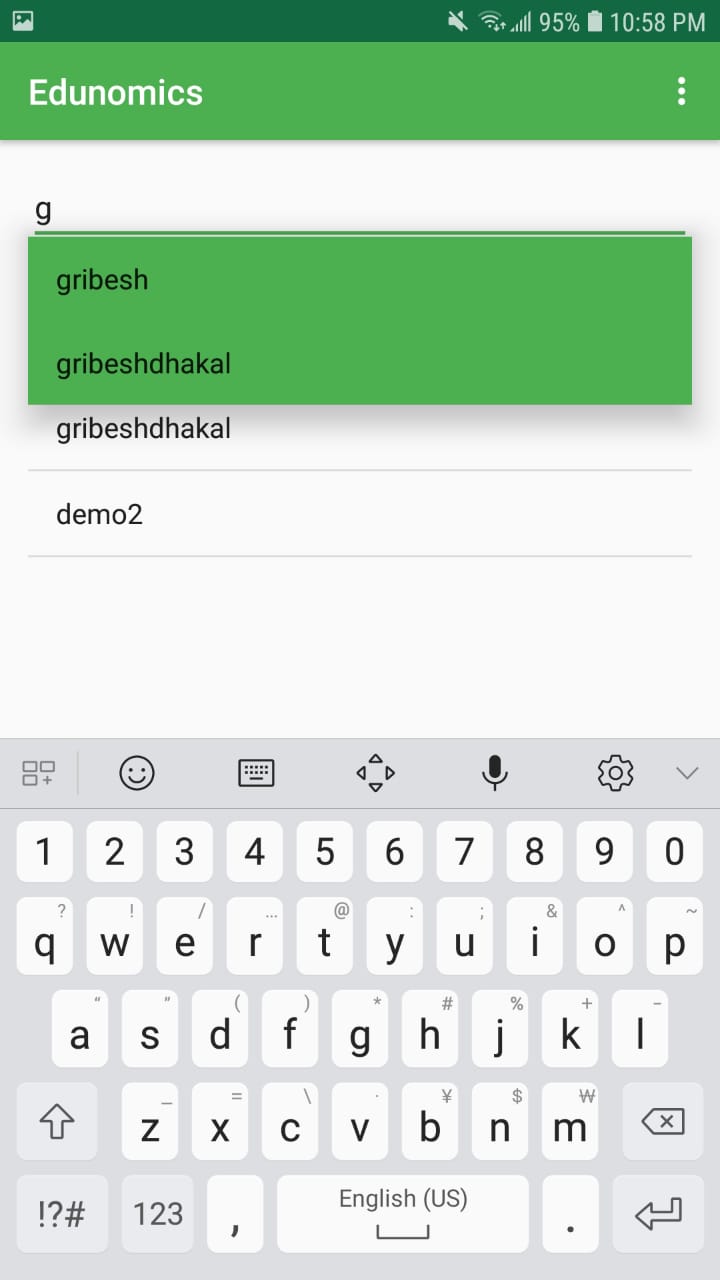 95% 10:58 PM
Edunomics
g
gribesh
gribeshdhakal
gribeshdhakal
demo2
1 2 3 4 5 6 7 8 9 0
? ! / ... @ : ; & ^ ~
q w e r t y u i o p
“ ” ( ) * # % + −
a s d f g h j k l
_ = \ · ¥ $ ₩
z x c v b n m
!?# 123 , English (US) .